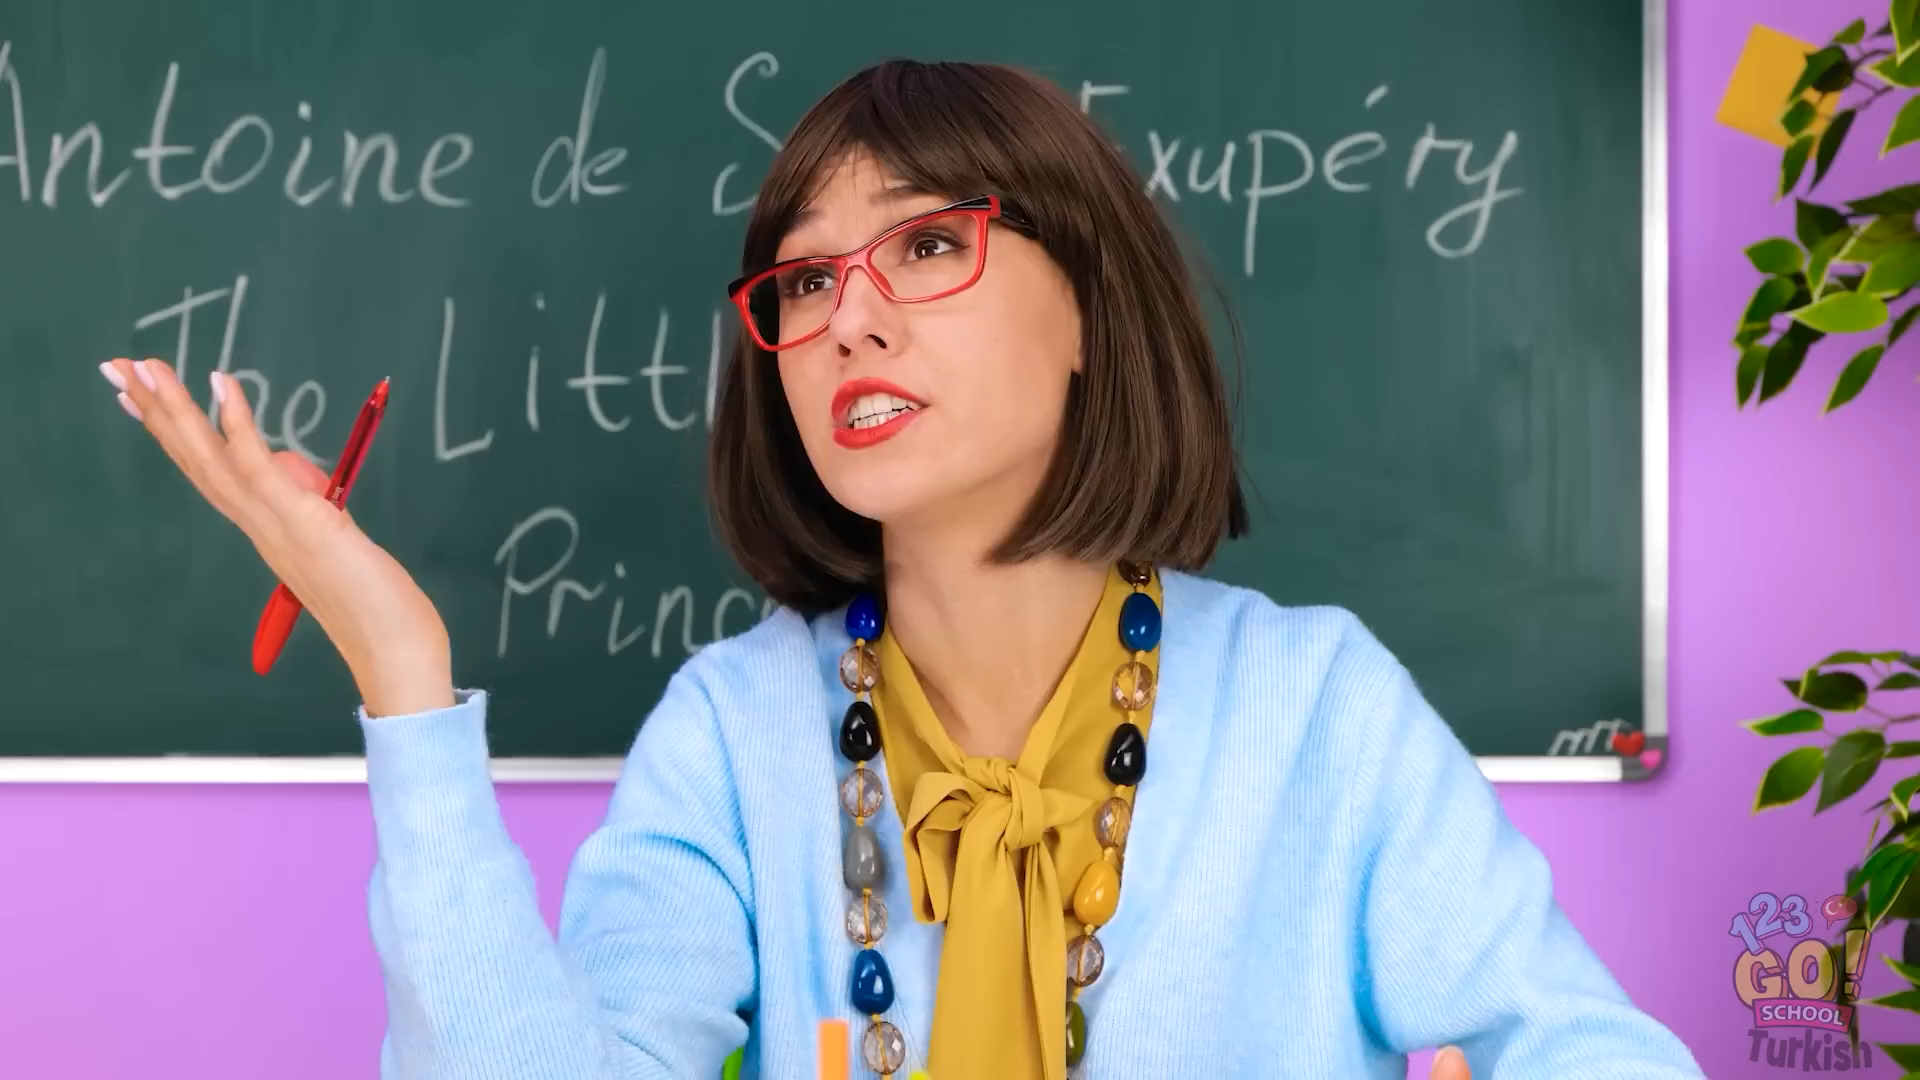 Antoine de S Exupéry
The Littl
Princ
123
GO!
SCHOOL
Turkish